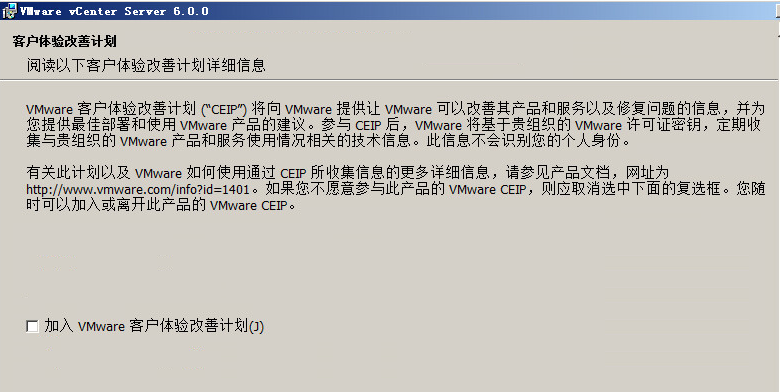 VMware vCenter Server 6.0.0
客户体验改善计划
阅读以下客户体验改善计划详细信息
VMware 客户体验改善计划 (“CEIP”) 将向 VMware 提供让 VMware 可以改善其产品和服务以及修复问题的信息，并为
您提供最佳部署和使用 VMware 产品的建议。参与 CEIP 后，VMware 将基于贵组织的 VMware 许可证密钥，定期收
集与贵组织的 VMware 产品和服务使用情况相关的技术信息。此信息不会识别您的个人身份。
有关此计划以及 VMware 如何使用通过 CEIP 所收集信息的更多详细信息，请参见产品文档，网址为
http://www.vmware.com/info?id=1401。如果您不愿意参与此产品的 VMware CEIP，则应取消选中下面的复选框。您随
时可以加入或离开此产品的 VMware CEIP。
加入 VMware 客户体验改善计划(J)